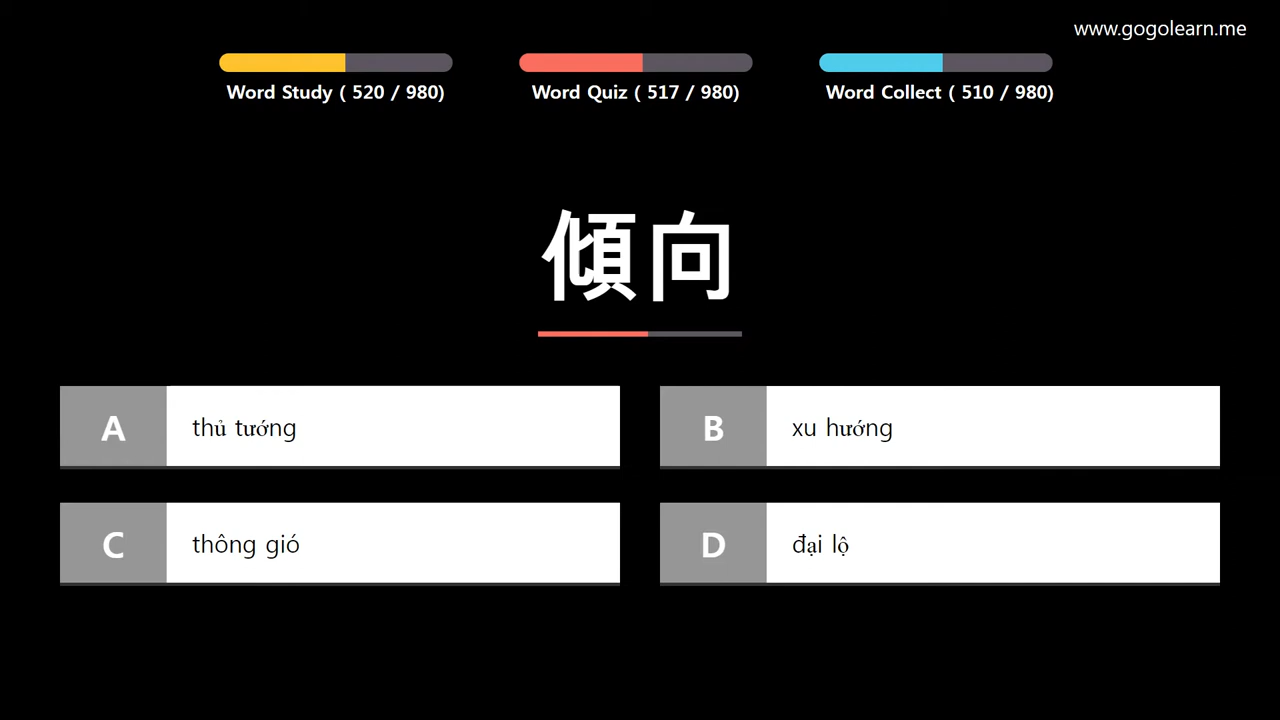 www.gogolearn.me
Word Study ( 520 / 980)
Word Quiz ( 517 / 980)
Word Collect ( 510 / 980)
傾向
A
thủ tướng
B
xu hướng
C
thông gió
D
đại lộ